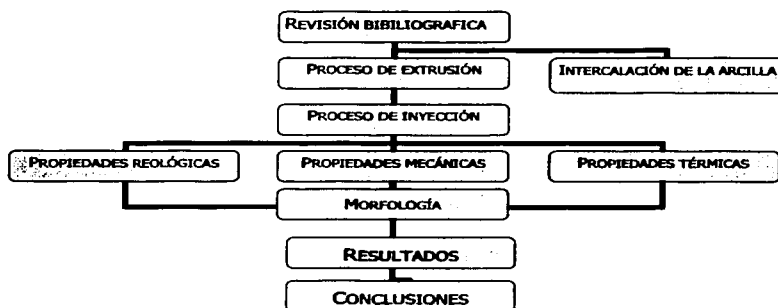 REVISIÓN BIBILIOGRAFICA
PROCESO DE EXTRUSIÓN
INTERCALACIÓN DE LA ARCILLA
PROCESO DE INYECCIÓN
PROPIEDADES REOLÓGICAS
PROPIEDADES MECÁNICAS
PROPIEDADES TÉRMICAS
MORFOLOGÍA
RESULTADOS
CONCLUSIONES